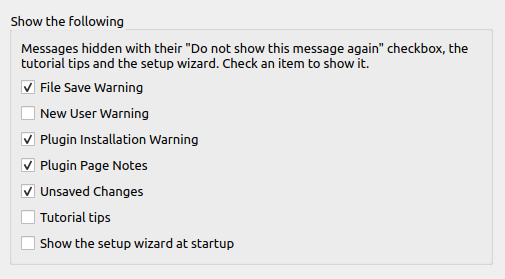 Show the following
Messages hidden with their "Do not show this message again" checkbox, the
tutorial tips and the setup wizard. Check an item to show it.
File Save Warning
New User Warning
Plugin Installation Warning
Plugin Page Notes
Unsaved Changes
Tutorial tips
Show the setup wizard at startup